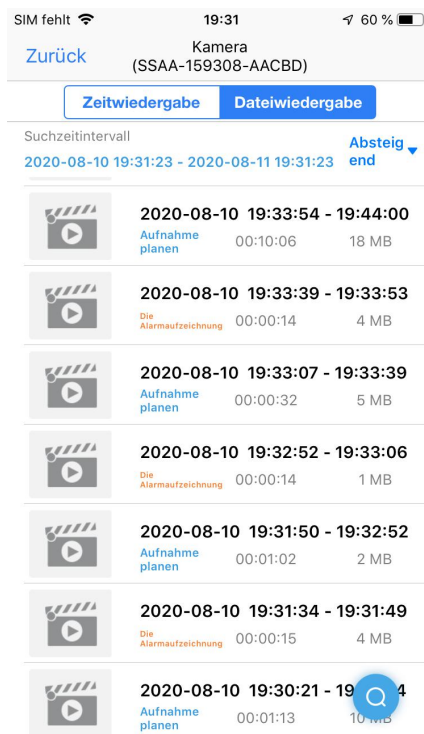 SIM fehlt 19:31 60 %
Zurück
Kamera
(SSAA-159308-AACBD)
Zeitwiedergabe Dateiwiedergabe
Suchzeitintervall
2020-08-10 19:31:23 - 2020-08-11 19:31:23
Absteig
end
2020-08-10 19:33:54 - 19:44:00
Aufnahme
planen
00:10:06 18 MB
2020-08-10 19:33:39 - 19:33:53
Die
Alarmaufzeichnung
00:00:14 4 MB
2020-08-10 19:33:07 - 19:33:39
Aufnahme
planen
00:00:32 5 MB
2020-08-10 19:32:52 - 19:33:06
Die
Alarmaufzeichnung
00:00:14 1 MB
2020-08-10 19:31:50 - 19:32:52
Aufnahme
planen
00:01:02 2 MB
2020-08-10 19:31:34 - 19:31:49
Die
Alarmaufzeichnung
00:00:15 4 MB
2020-08-10 19:30:21 -
Aufnahme
planen
00:01:13 10 MB